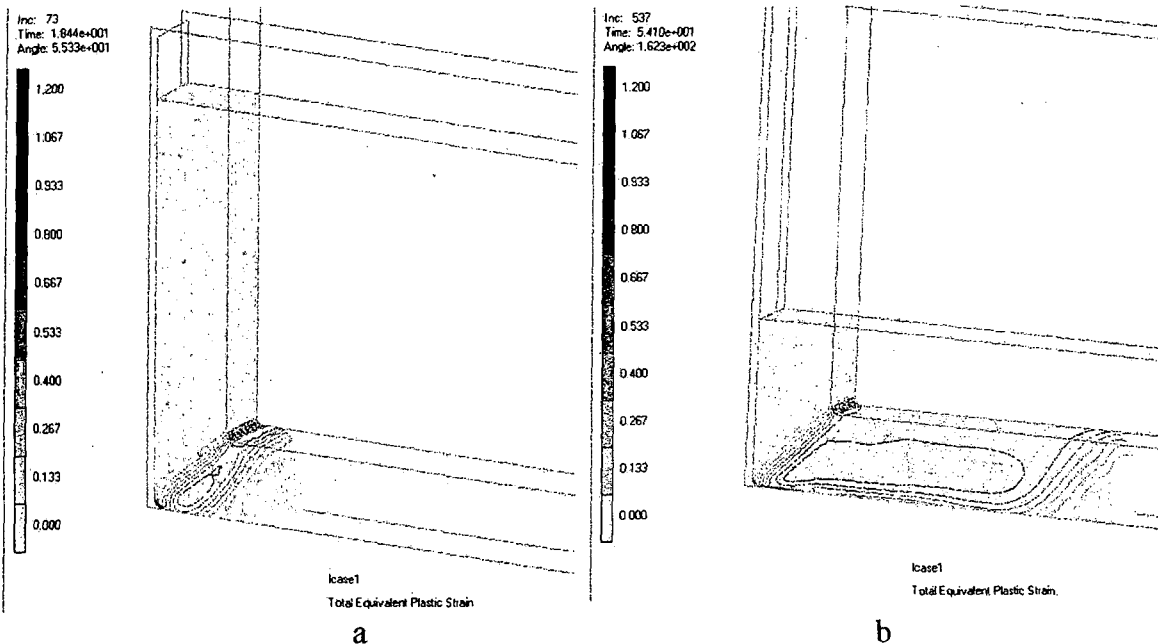 Inc: 73
Time: 1.844e+001
Angle: 5.533e+001
1.200
1.067
0.933
0.800
0.667
0.533
0.400
0.267
0.133
0.000
lcase1
Total Equivalent Plastic Strain
a
Inc: 537
Time: 5.410e+001
Angle: 1.623e+002
1.200
1.067
0.933
0.800
0.667
0.533
0.400
0.267
0.133
0.000
lcase1
Total Equivalent Plastic Strain
b